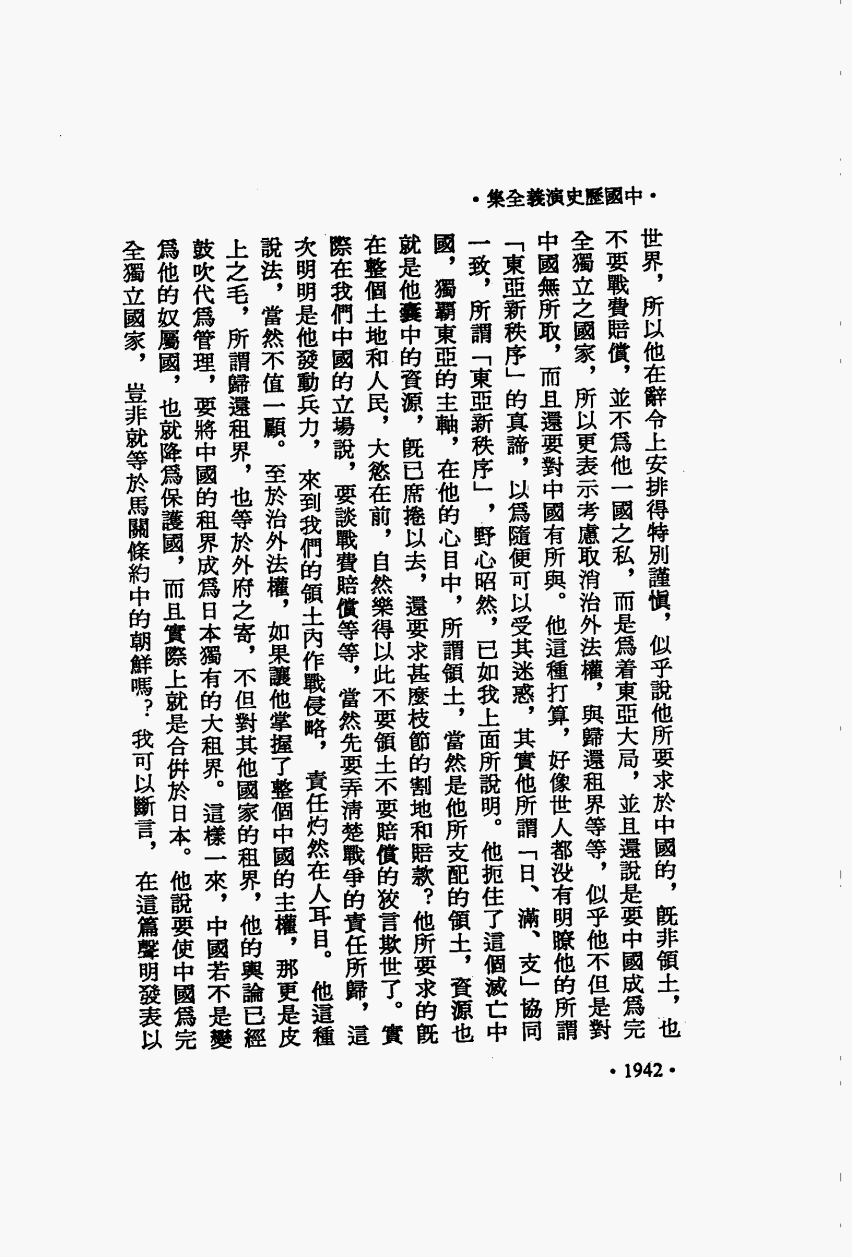 ·中國歷史演義全集·
世界，所以他在辭令上安排得特別謹愼，似乎說他所要求於中國的，旣非領土，也
不要戰費賠償，並不爲他一國之私，而是爲着東亞大局，並且還說是要中國成爲完
全獨立之國家，所以更表示考慮取消治外法權，與歸還租界等等，似乎他不但是對
中國無所取，而且還要對中國有所與。他這種打算，好像世人都没有明瞭他的所謂
「東亞新秩序」的真諦，以爲隨便可以受其迷惑，其實他所謂「日、滿、支」協同
一致，所謂「東亞新秩序」，野心昭然，已如我上面所說明。他扼住了這個滅亡中
國，獨霸東亞的主軸，在他的心目中，所謂領土，當然是他所支配的領土，資源也
就是他囊中的資源，旣已席捲以去，還要求甚麼枝節的割地和賠款？他所要求的旣
在整個土地和人民，大慾在前，自然樂得以此不要領土不要賠償的狡言欺世了。實
際在我們中國的立場說，要談戰費賠償等等，當然先要弄淸楚戰爭的責任所歸，這
次明明是他發動兵力，來到我們的領土內作戰侵略，責任灼然在人耳目。他這種
說法，當然不值一顧。至於治外法權，如果讓他掌握了整個中國的主權，那更是皮
上之毛，所謂歸還租界，也等於外府之寄，不但對其他國家的租界，他的輿論已經
鼓吹代爲管理，要將中國的租界成爲日本獨有的大租界。這樣一來，中國若不是變
爲他的奴屬國，也就降爲保護國，而且實際上就是合併於日本。他說要使中國爲完
全獨立國家，豈非就等於馬關條約中的朝鮮嗎？我可以斷言，在這篇聲明發表以
·1942·